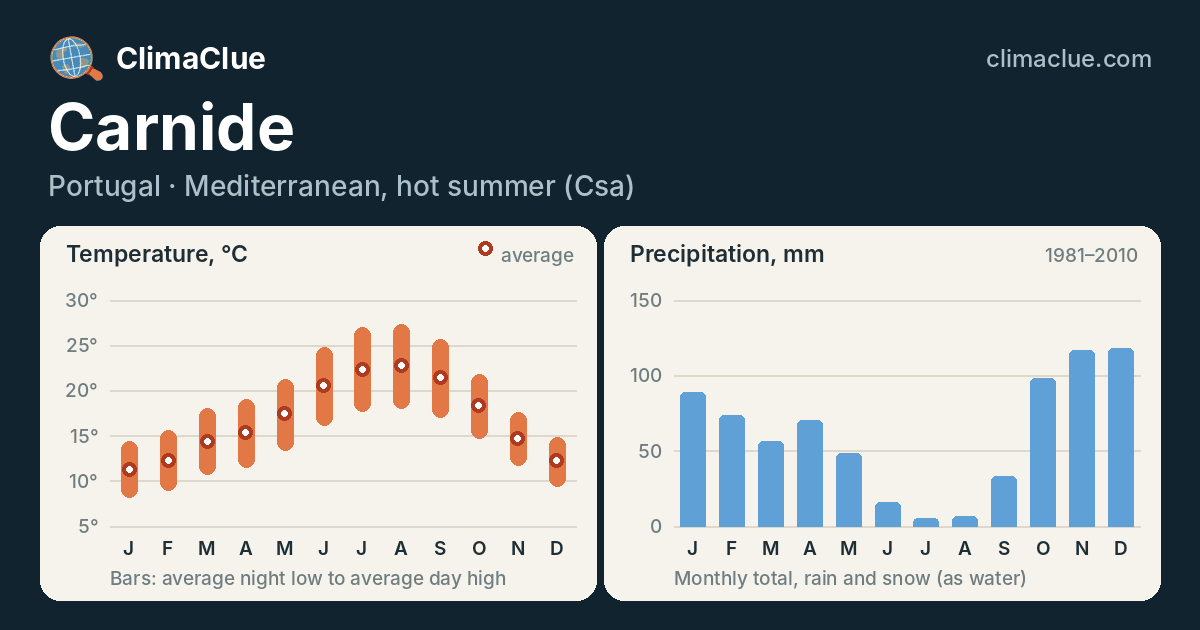 ClimaClue
climaclue.com
Carnide
Portugal · Mediterranean, hot summer (Csa)
Temperature, °C
average
30°
25°
20°
15°
10°
5°
J F M A M J J A S O N D
Bars: average night low to average day high
Precipitation, mm
1981–2010
150
100
50
0
J F M A M J J A S O N D
Monthly total, rain and snow (as water)